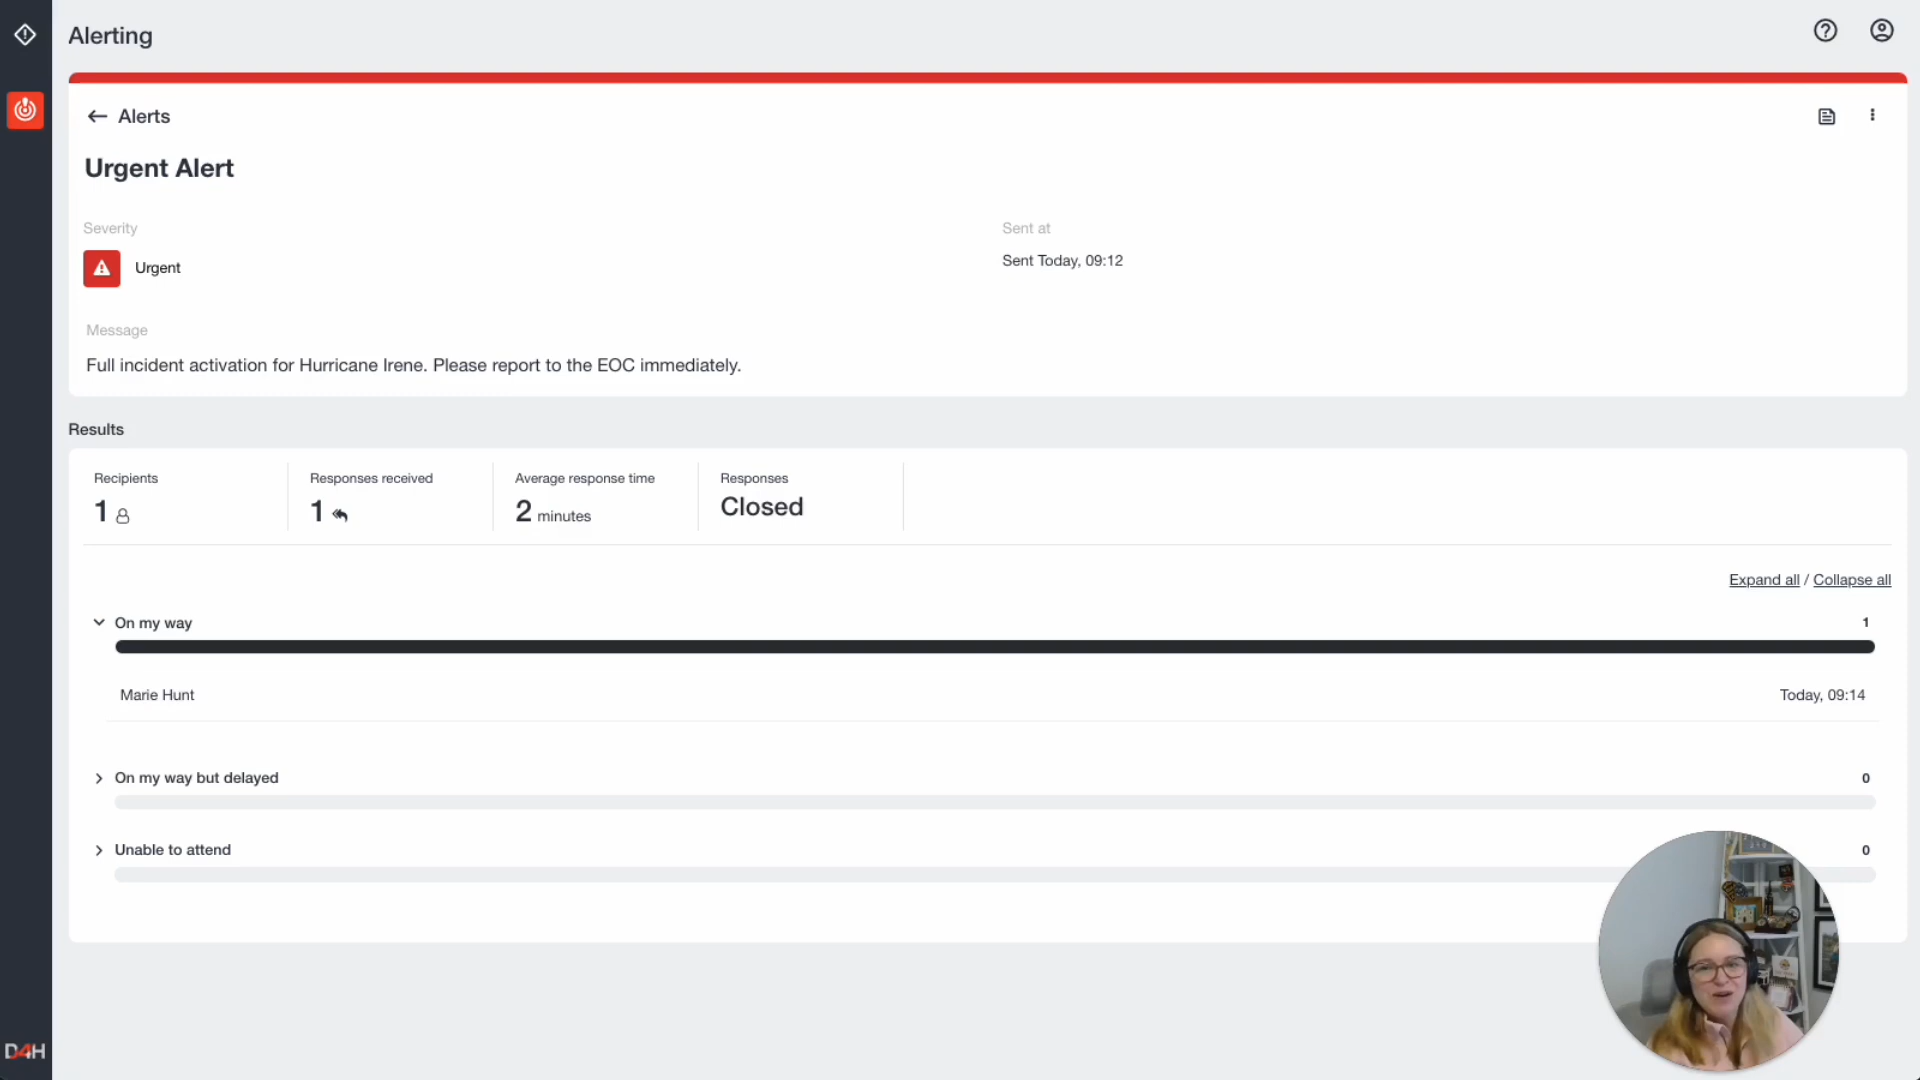 Alerting
Alerts
Urgent Alert
Severity
Sent at
Urgent
Sent Today, 09:12
Message
Full incident activation for Hurricane Irene. Please report to the EOC immediately.
Results
Recipients
1
Responses received
1
Average response time
2 minutes
Responses
Closed
Expand all / Collapse all
On my way 1
Marie Hunt Today, 09:14
On my way but delayed 0
Unable to attend 0
D4H